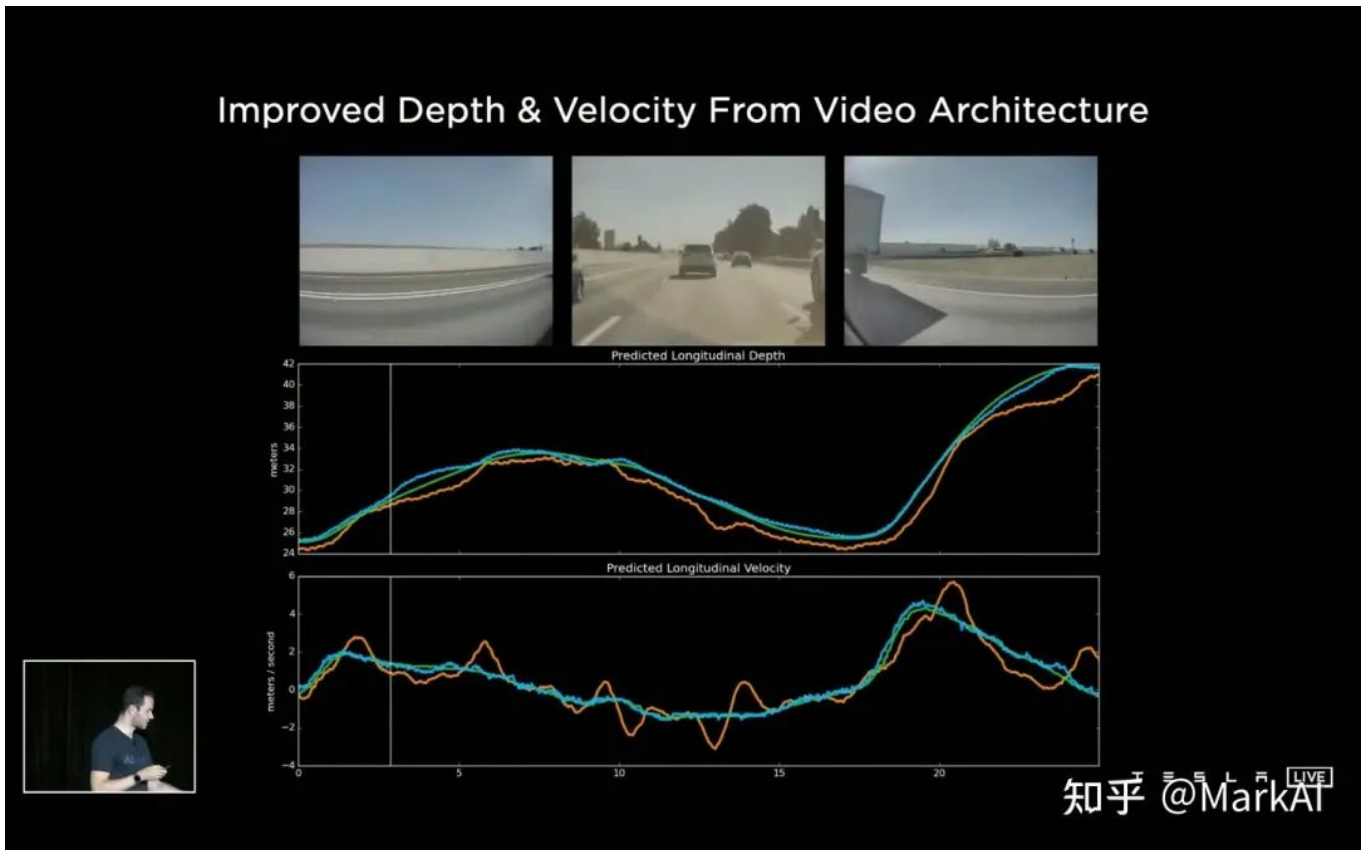 Improved Depth & Velocity From Video Architecture
Predicted Longitudinal Depth
42
40
38
36
34
32
30
28
26
24
meters
Predicted Longitudinal Velocity
6
4
2
0
−2
−4
meters / second
0 5 10 15 20
TESLA LIVE
知乎 @MarkAI